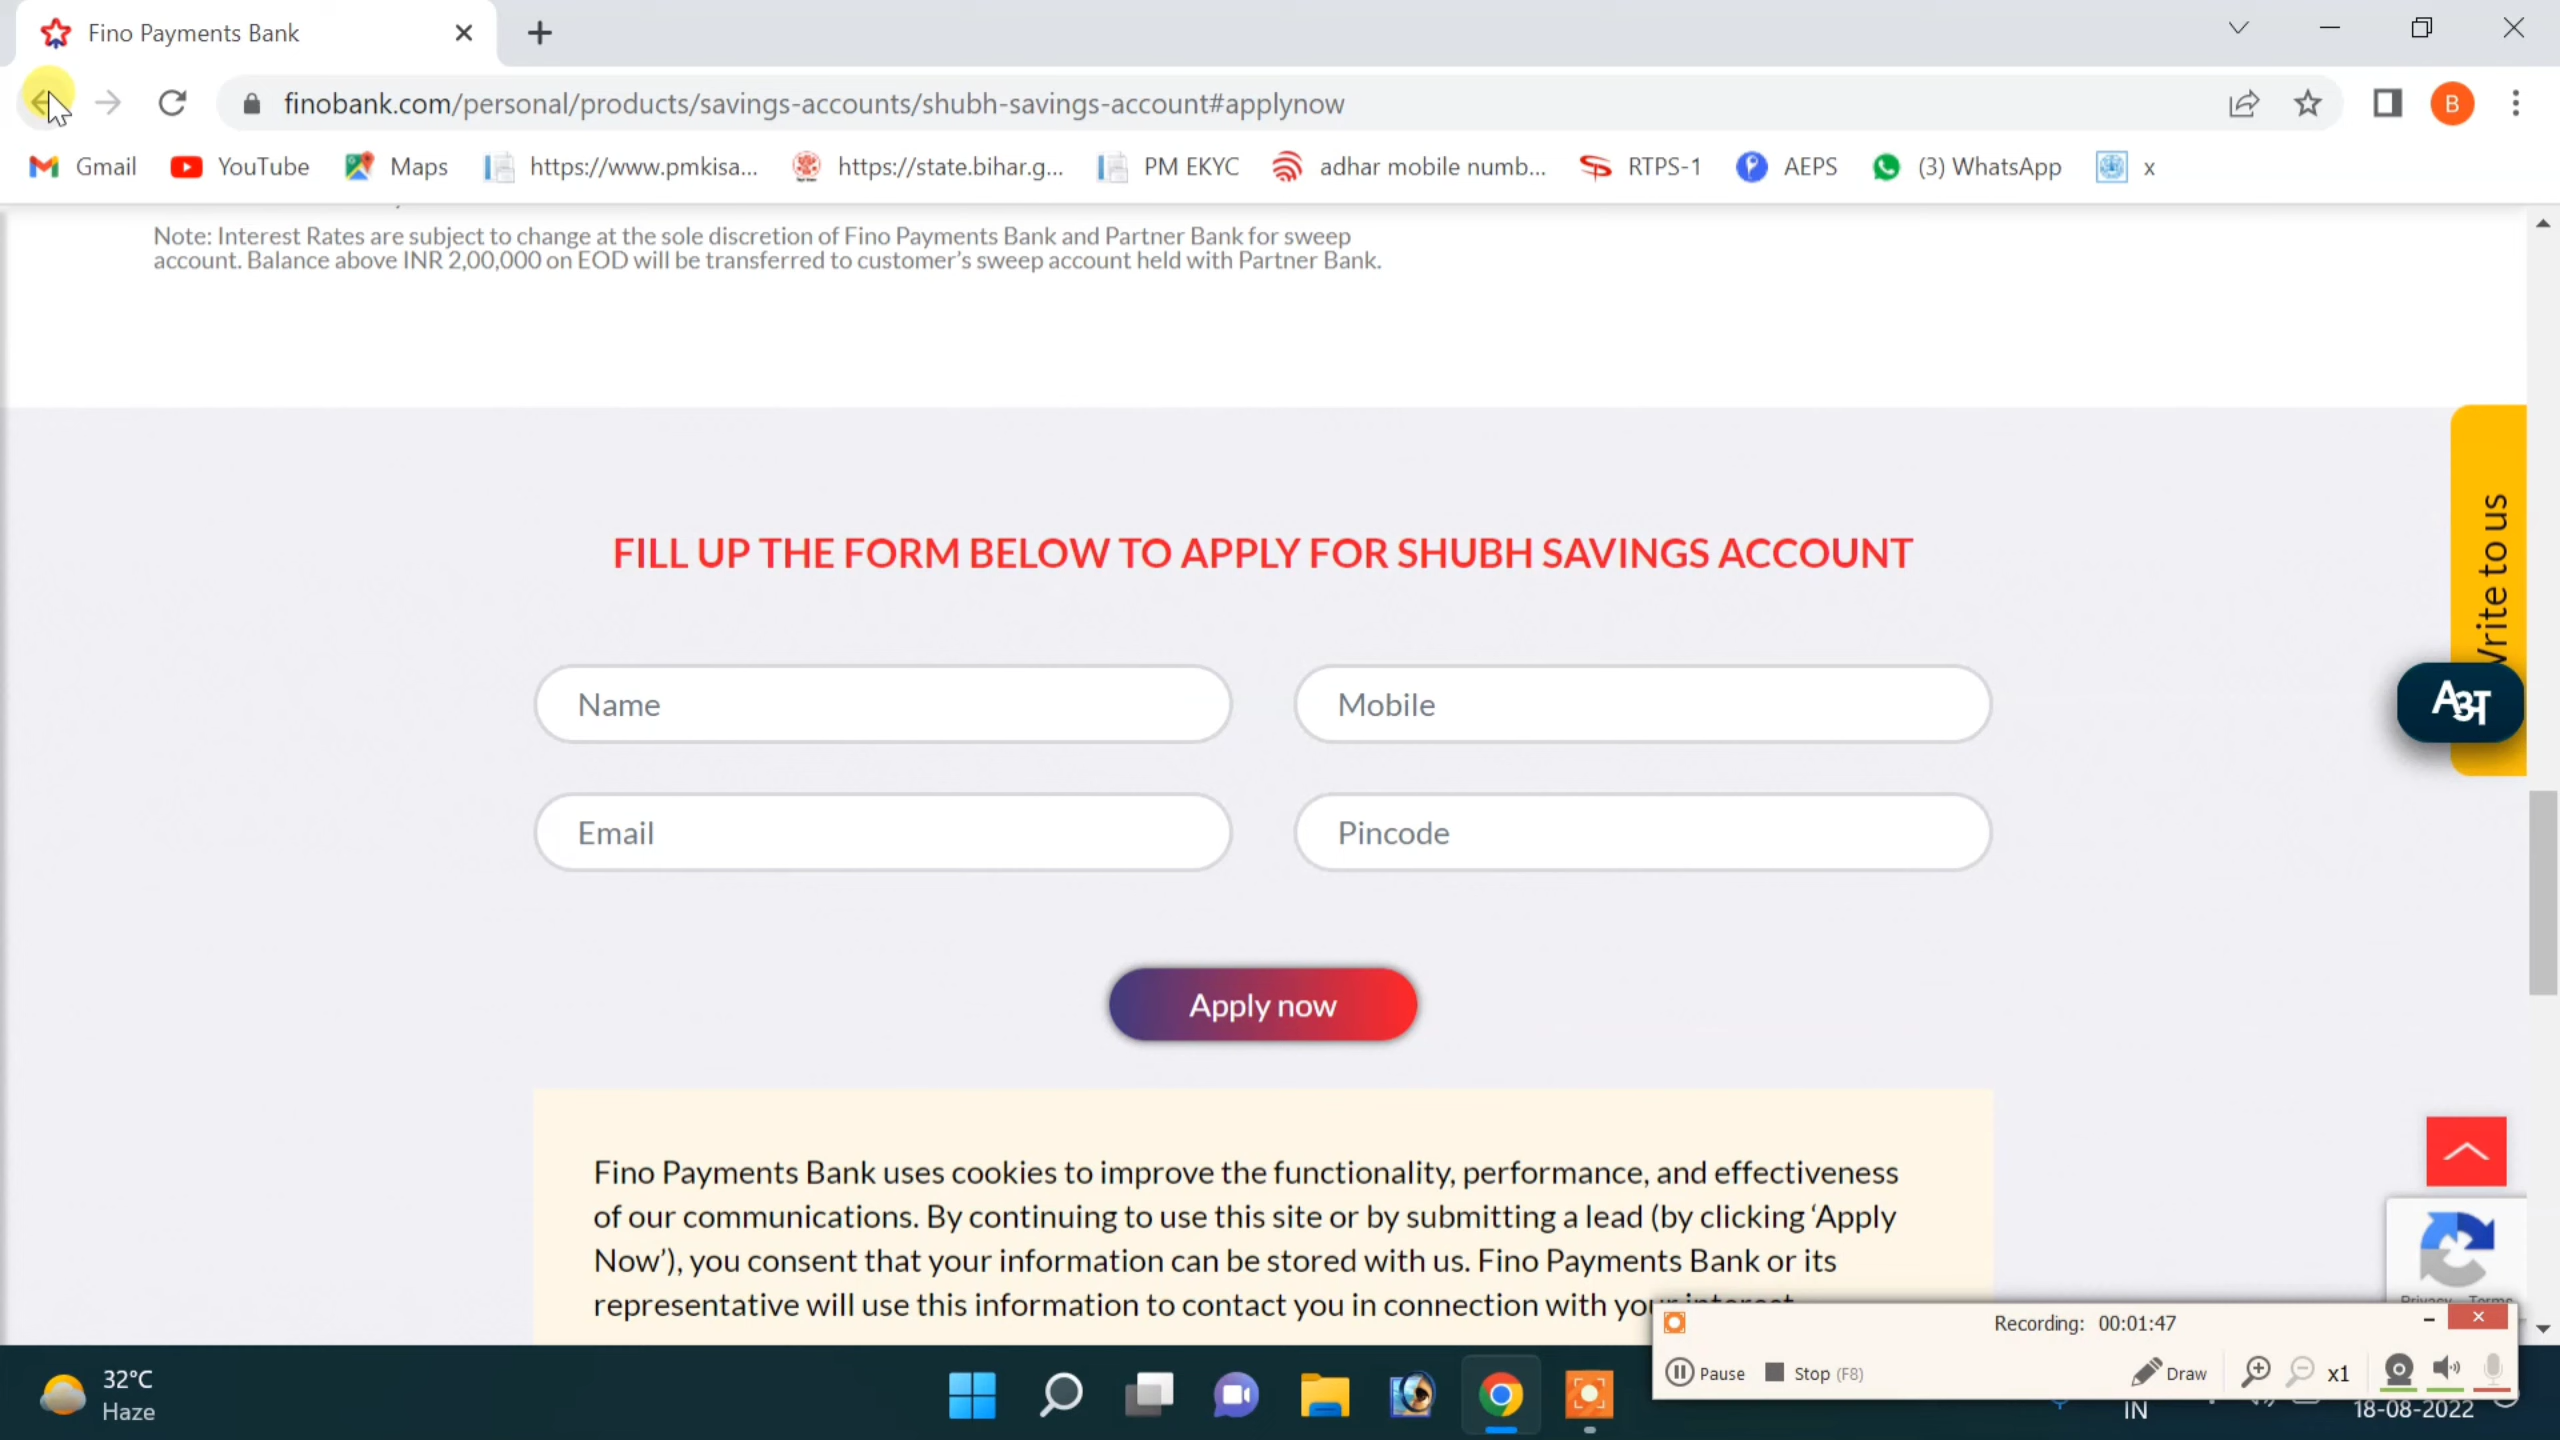 Fino Payments Bank
finobank.com/personal/products/savings-accounts/shubh-savings-account#applynow
B
Gmail
YouTube
Maps
https://www.pmkisa...
https://state.bihar.g...
PM EKYC
adhar mobile numb...
RTPS-1
AEPS
(3) WhatsApp
x
Note: Interest Rates are subject to change at the sole discretion of Fino Payments Bank and Partner Bank for sweep
account. Balance above INR 2,00,000 on EOD will be transferred to customer's sweep account held with Partner Bank.
Write to us
FILL UP THE FORM BELOW TO APPLY FOR SHUBH SAVINGS ACCOUNT
Name
Mobile
A अ
Email
Pincode
Apply now
Fino Payments Bank uses cookies to improve the functionality, performance, and effectiveness
of our communications. By continuing to use this site or by submitting a lead (by clicking ‘Apply
Now’), you consent that your information can be stored with us. Fino Payments Bank or its
representative will use this information to contact you in connection with your interest
Privacy Terms
Recording: 00:01:47
Pause
Stop (F8)
Draw
x1
32°C
Haze
IN
18-08-2022